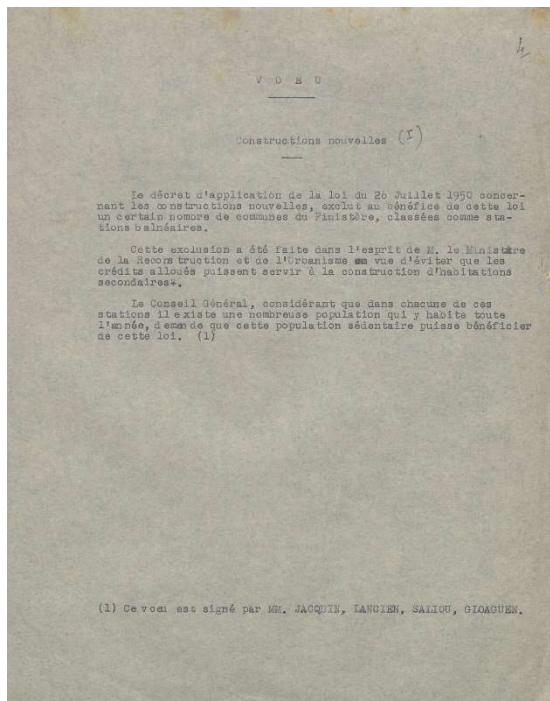 V O E U
Constructions nouvelles (I)
Le décret d'application de la loi du 26 Juillet 1950 concer-
nant les constructions nouvelles, exclut au bénéfice de cette loi
un certain nombre de communes du Finistère, classées comme sta-
tions balnéaires.
Cette exclusion a été faite dans l'esprit de M. le Ministre
de la Reconstruction et de l'Urbanisme en vue d'éviter que les
crédits alloués puissent servir à la construction d'habitations
secondaires.
Le Conseil Général, considérant que dans chacune de ces
stations il existe une nombreuse population qui y habite toute
l'année, demande que cette population sédentaire puisse bénéficier
de cette loi. (1)
(1) Ce voeu est signé par MM. JACQUIN, LANCIEN, SALIOU, GLOAGUEN.